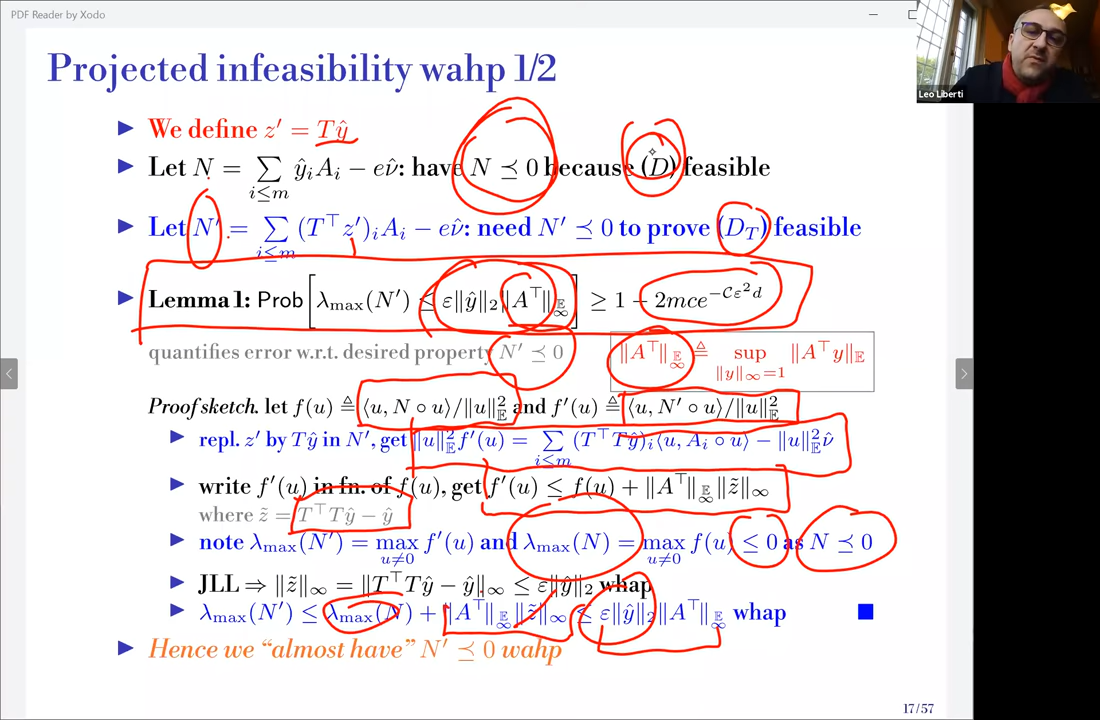 PDF Reader by Xodo
Leo Liberti
Projected infeasibility wahp 1/2
▶ We define z′ = Tŷ
▶ Let N = ∑_{i≤m} ŷ_i A_i − eν̂: have N ⪯ 0 because (D) feasible
▶ Let N′ = ∑_{i≤m} (T^⊤ z′)_i A_i − eν̂: need N′ ⪯ 0 to prove (D_T) feasible
▶ Lemma 1: Prob[λ_max(N′) ≤ ε‖ŷ‖_2‖A^⊤‖_{𝔼∞}] ≥ 1 − 2mce^{−𝒞ε²d}
quantifies error w.r.t. desired property N′ ⪯ 0
‖A^⊤‖_{𝔼∞} ≜ sup_{‖y‖_∞=1} ‖A^⊤y‖_𝔼
Proof sketch. let f(u) ≜ ⟨u, N ∘ u⟩/‖u‖²_𝔼 and f′(u) ≜ ⟨u, N′ ∘ u⟩/‖u‖²_𝔼
▶ repl. z′ by Tŷ in N′, get ‖u‖²_𝔼 f′(u) = ∑_{i≤m} (T^⊤Tŷ)_i⟨u, A_i ∘ u⟩ − ‖u‖²_𝔼 ν̂
▶ write f′(u) in fn. of f(u), get f′(u) ≤ f(u) + ‖A^⊤‖_{𝔼∞}‖z̃‖_∞
where z̃ = T^⊤Tŷ − ŷ
▶ note λ_max(N′) = max_{u≠0} f′(u) and λ_max(N) = max_{u≠0} f(u) ≤ 0 as N ⪯ 0
▶ JLL ⇒ ‖z̃‖_∞ = ‖T^⊤Tŷ − ŷ‖_∞ ≤ ε‖ŷ‖_2 whap
▶ λ_max(N′) ≤ λ_max(N) + ‖A^⊤‖_{𝔼∞}‖z̃‖_∞ ≤ ε‖ŷ‖_2‖A^⊤‖_{𝔼∞} whap ■
▶ Hence we “almost have” N′ ⪯ 0 wahp
17/57